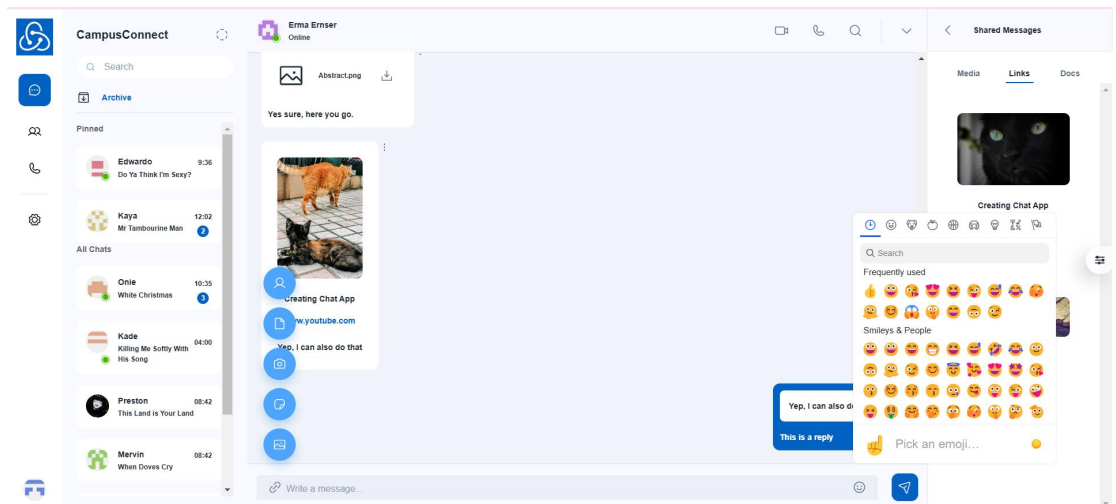 CampusConnect
Search
Archive
Pinned
Edwardo
9:36
Do Ya Think I'm Sexy?
Kaya
12:02
Mr Tambourine Man
2
All Chats
Onie
10:35
White Christmas
3
Kade
04:00
Killing Me Softly With
His Song
Preston
08:42
This Land is Your Land
Mervin
08:42
When Doves Cry
Erma Ernser
Online
Abstract.png
Yes sure, here you go.
Creating Chat App
w.youtube.com
Yep, I can also do that
Yep, I can also do
This is a reply
Write a message...
Shared Messages
Media
Links
Docs
Creating Chat App
Search
Frequently used
Smileys & People
Pick an emoji…